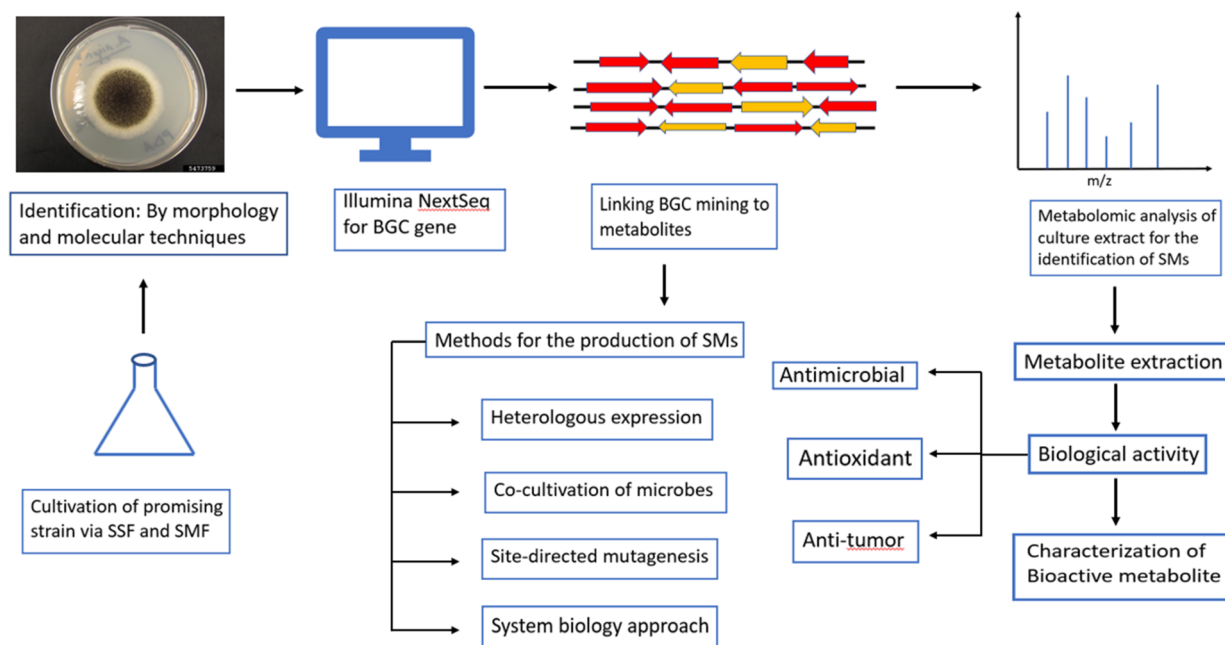 5473759
Identification: By morphology
and molecular techniques
Illumina NextSeq
for BGC gene
Linking BGC mining to
metabolites
m/z
Metabolomic analysis of
culture extract for the
identification of SMs
Methods for the production of SMs
Heterologous expression
Co-cultivation of microbes
Site-directed mutagenesis
System biology approach
Cultivation of promising
strain via SSF and SMF
Metabolite extraction
Biological activity
Antimicrobial
Antioxidant
Anti-tumor
Characterization of
Bioactive metabolite